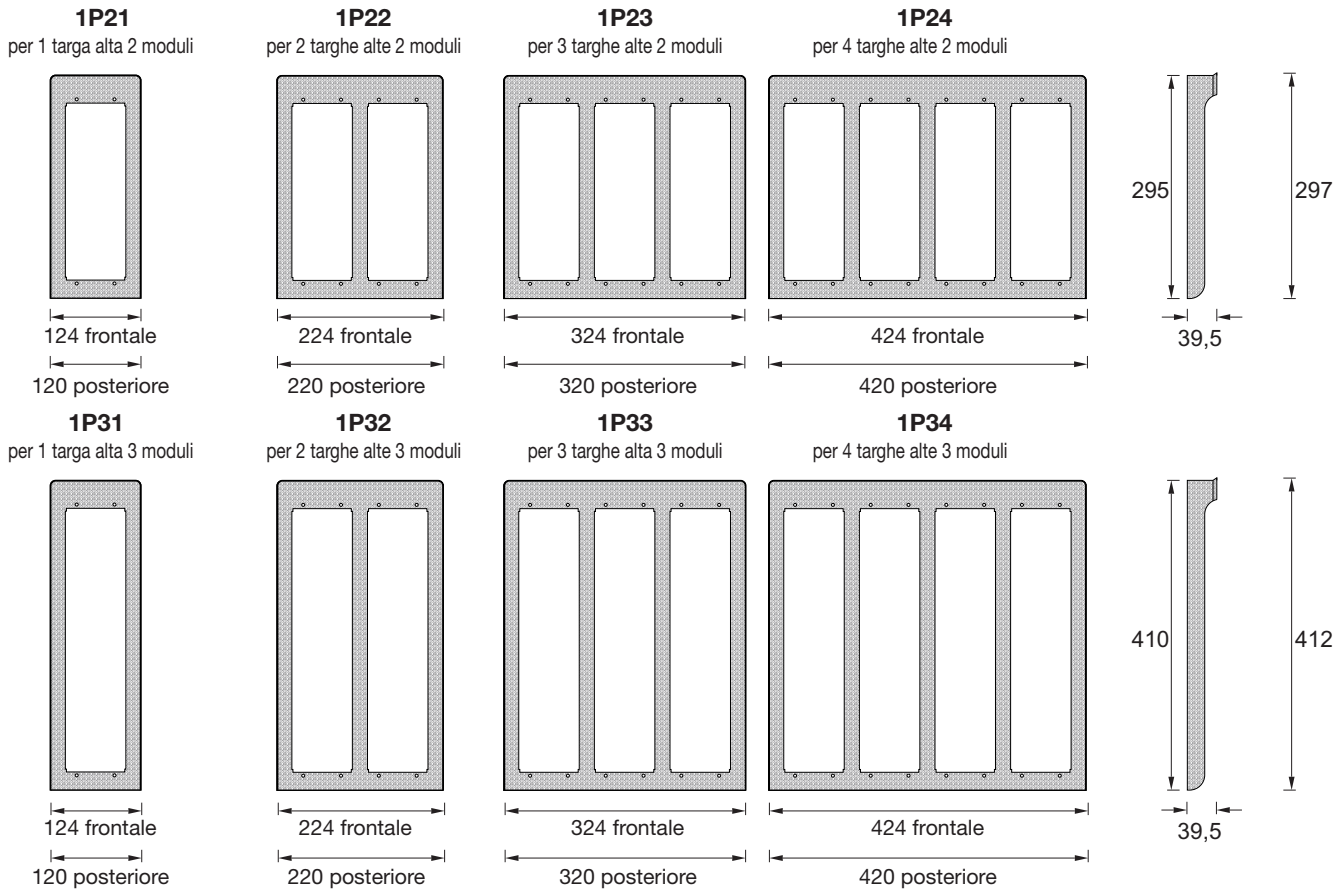 1P21
per 1 targa alta 2 moduli
1P22
per 2 targhe alte 2 moduli
1P23
per 3 targhe alte 2 moduli
1P24
per 4 targhe alte 2 moduli
295
297
39,5
124 frontale
120 posteriore
224 frontale
220 posteriore
324 frontale
320 posteriore
424 frontale
420 posteriore
1P31
per 1 targa alta 3 moduli
1P32
per 2 targhe alte 3 moduli
1P33
per 3 targhe alte 3 moduli
1P34
per 4 targhe alte 3 moduli
410
412
39,5
124 frontale
120 posteriore
224 frontale
220 posteriore
324 frontale
320 posteriore
424 frontale
420 posteriore